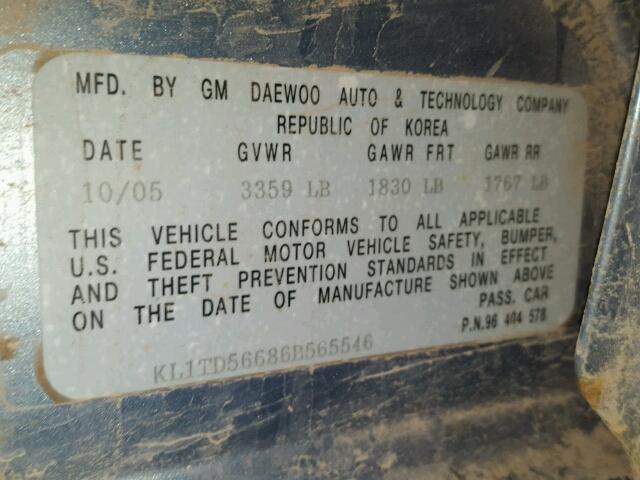 MFD. BY GM DAEWOO AUTO & TECHNOLOGY COMPANY
REPUBLIC OF KOREA
DATE GVWR GAWR FRT GAWR RR
10/05 3359 LB 1830 LB 1767 LB
THIS VEHICLE CONFORMS TO ALL APPLICABLE
U.S. FEDERAL MOTOR VEHICLE SAFETY, BUMPER,
AND THEFT PREVENTION STANDARDS IN EFFECT
ON THE DATE OF MANUFACTURE SHOWN ABOVE
PASS. CAR
P.N.96 404 578
KL1TD56686B565546